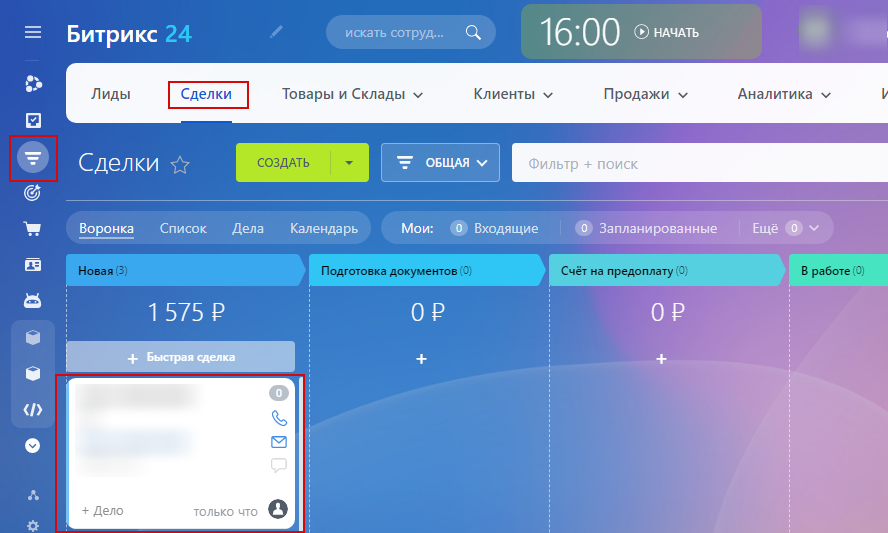 Битрикс 24
искать сотруд...
16:00
НАЧАТЬ
Лиды
Сделки
Товары и Склады
Клиенты
Продажи
Аналитика
Сделки
СОЗДАТЬ
ОБЩАЯ
Фильтр + поиск
Воронка
Список
Дела
Календарь
Мои:
0 Входящие
0 Запланированные
Ещё 0
Новая (3)
Подготовка документов (0)
Счёт на предоплату (0)
В работе (0)
1 575 ₽
0 ₽
0 ₽
+ Быстрая сделка
+
+
0
+ Дело
только что